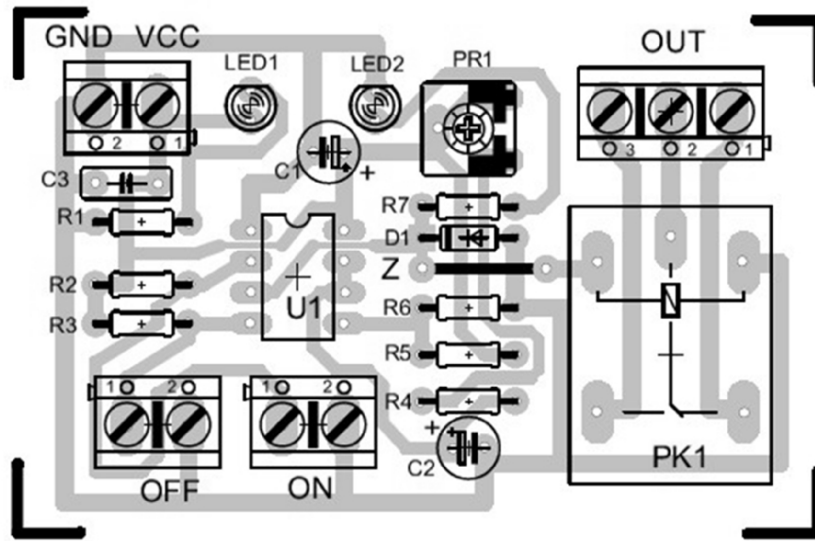 GND VCC
LED1
LED2
PR1
OUT
2 1
3 2 1
C3
C1
+
R1
R7
D1
Z
R2
U1
R3
R6
R5
R4
1 2
1 2
+
+
C2
OFF
ON
PK1